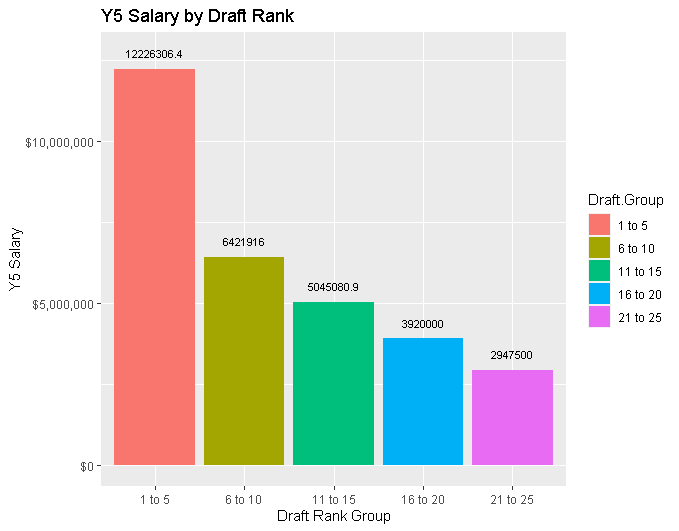 Y5 Salary by Draft Rank
12226306.4
$10,000,000
6421916
5045080.9
$5,000,000
3920000
2947500
$0
Y5 Salary
1 to 5
6 to 10
11 to 15
16 to 20
21 to 25
Draft Rank Group
Draft.Group
1 to 5
6 to 10
11 to 15
16 to 20
21 to 25